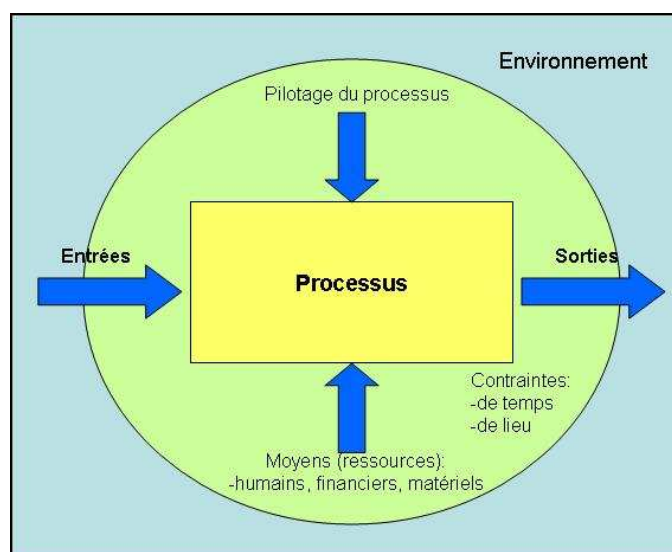 Environnement
Pilotage du processus
Entrées
Sorties
Processus
Contraintes:
-de temps
-de lieu
Moyens (ressources):
-humains, financiers, matériels